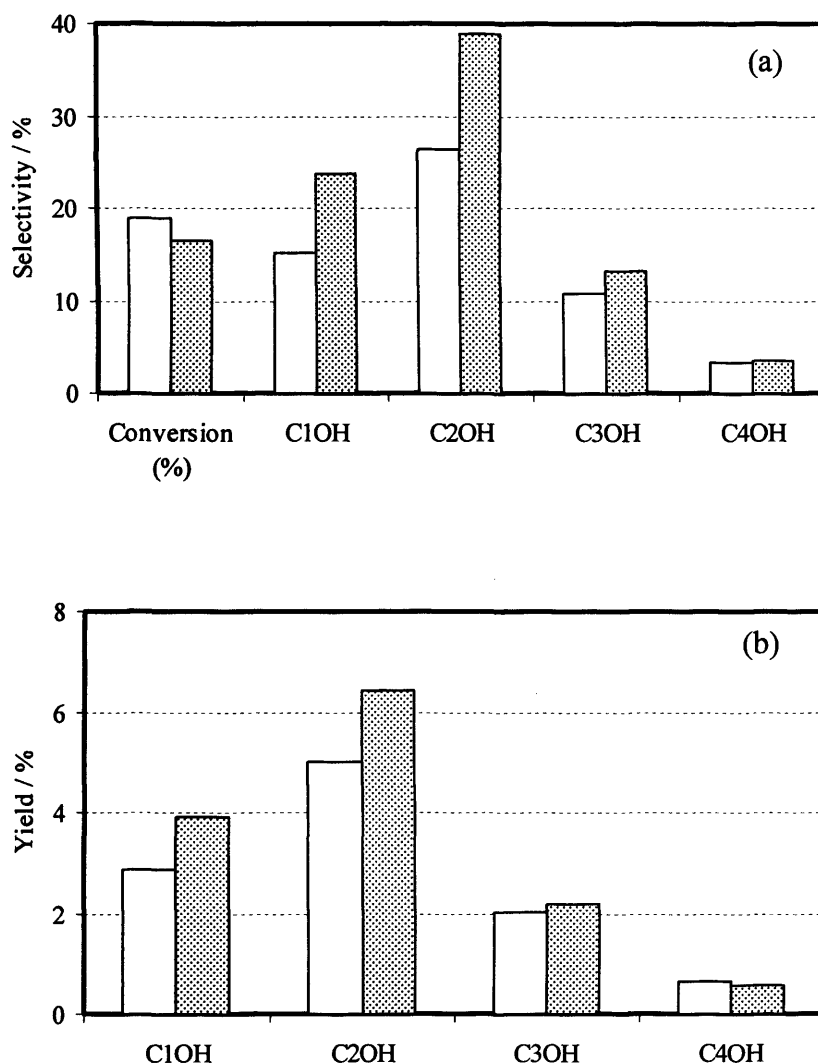 (a)
Selectivity / %
40
30
20
10
0
Conversion (%)
C1OH
C2OH
C3OH
C4OH
(b)
Yield / %
8
6
4
2
0
C1OH
C2OH
C3OH
C4OH